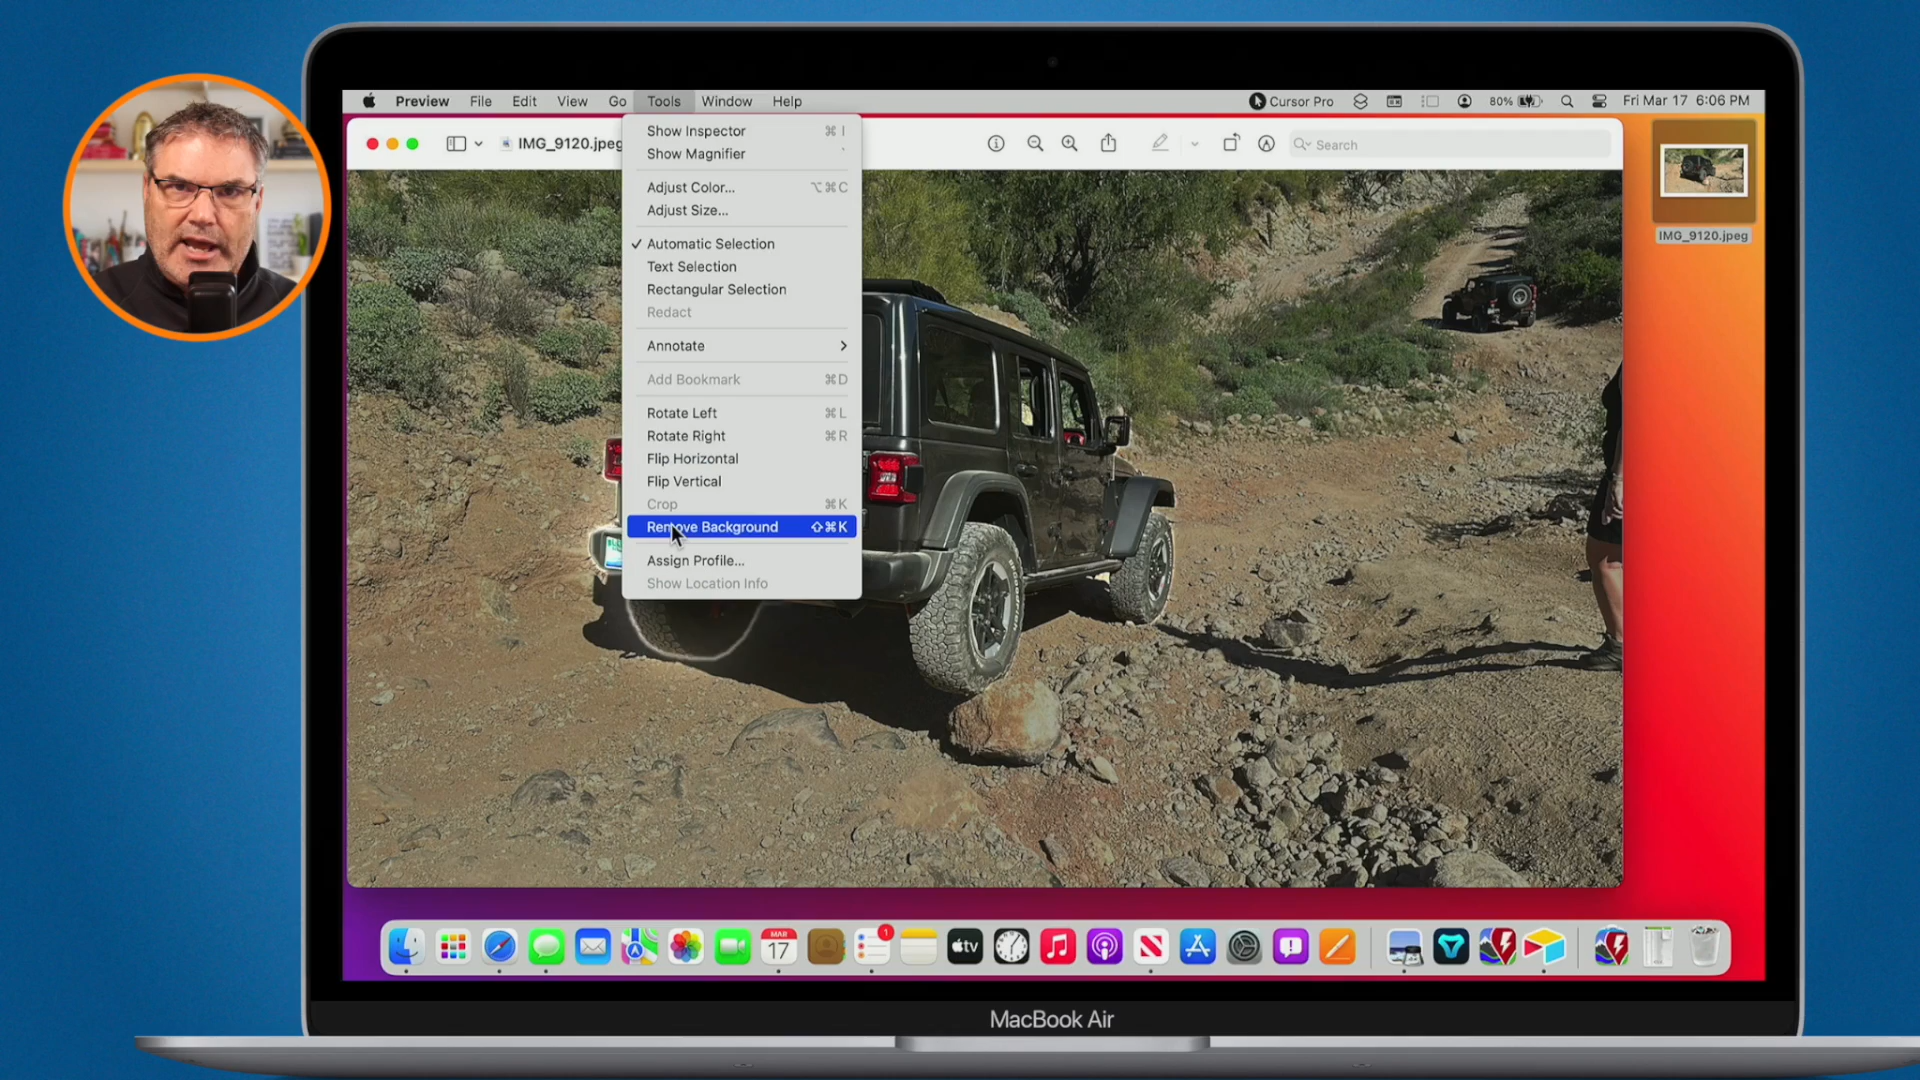 Preview File Edit View Go Tools Window Help
Cursor Pro 80% Fri Mar 17 6:06 PM
IMG_9120.jpeg
Search
Show Inspector ⌘ I
Show Magnifier `
Adjust Color... ⌥⌘C
Adjust Size...
✓ Automatic Selection
Text Selection
Rectangular Selection
Redact
Annotate >
Add Bookmark ⌘D
Rotate Left ⌘L
Rotate Right ⌘R
Flip Horizontal
Flip Vertical
Crop ⌘K
Remove Background ⇧⌘K
Assign Profile...
Show Location Info
IMG_9120.jpeg
MAR
17
1
tv
MacBook Air